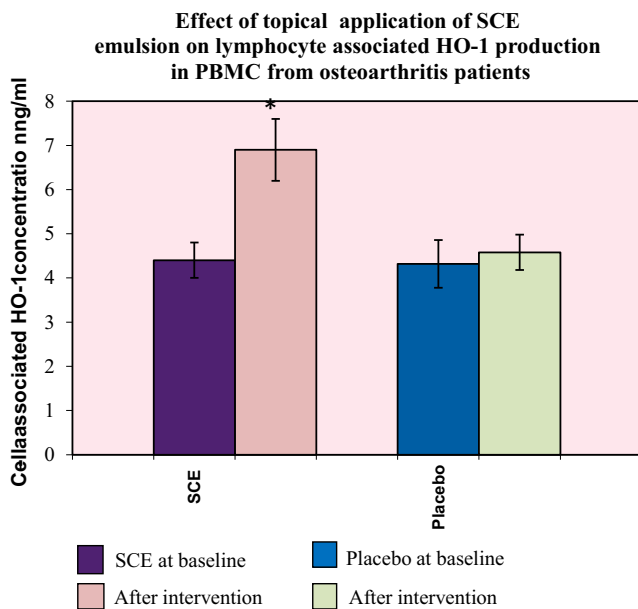 Effect of topical application of SCE
emulsion on lymphocyte associated HO-1 production
in PBMC from osteoarthritis patients
Cellaassociated HO-1concentratio nng/ml
8
7
6
5
4
3
2
1
0
*
SCE
Placebo
SCE at baseline
Placebo at baseline
After intervention
After intervention